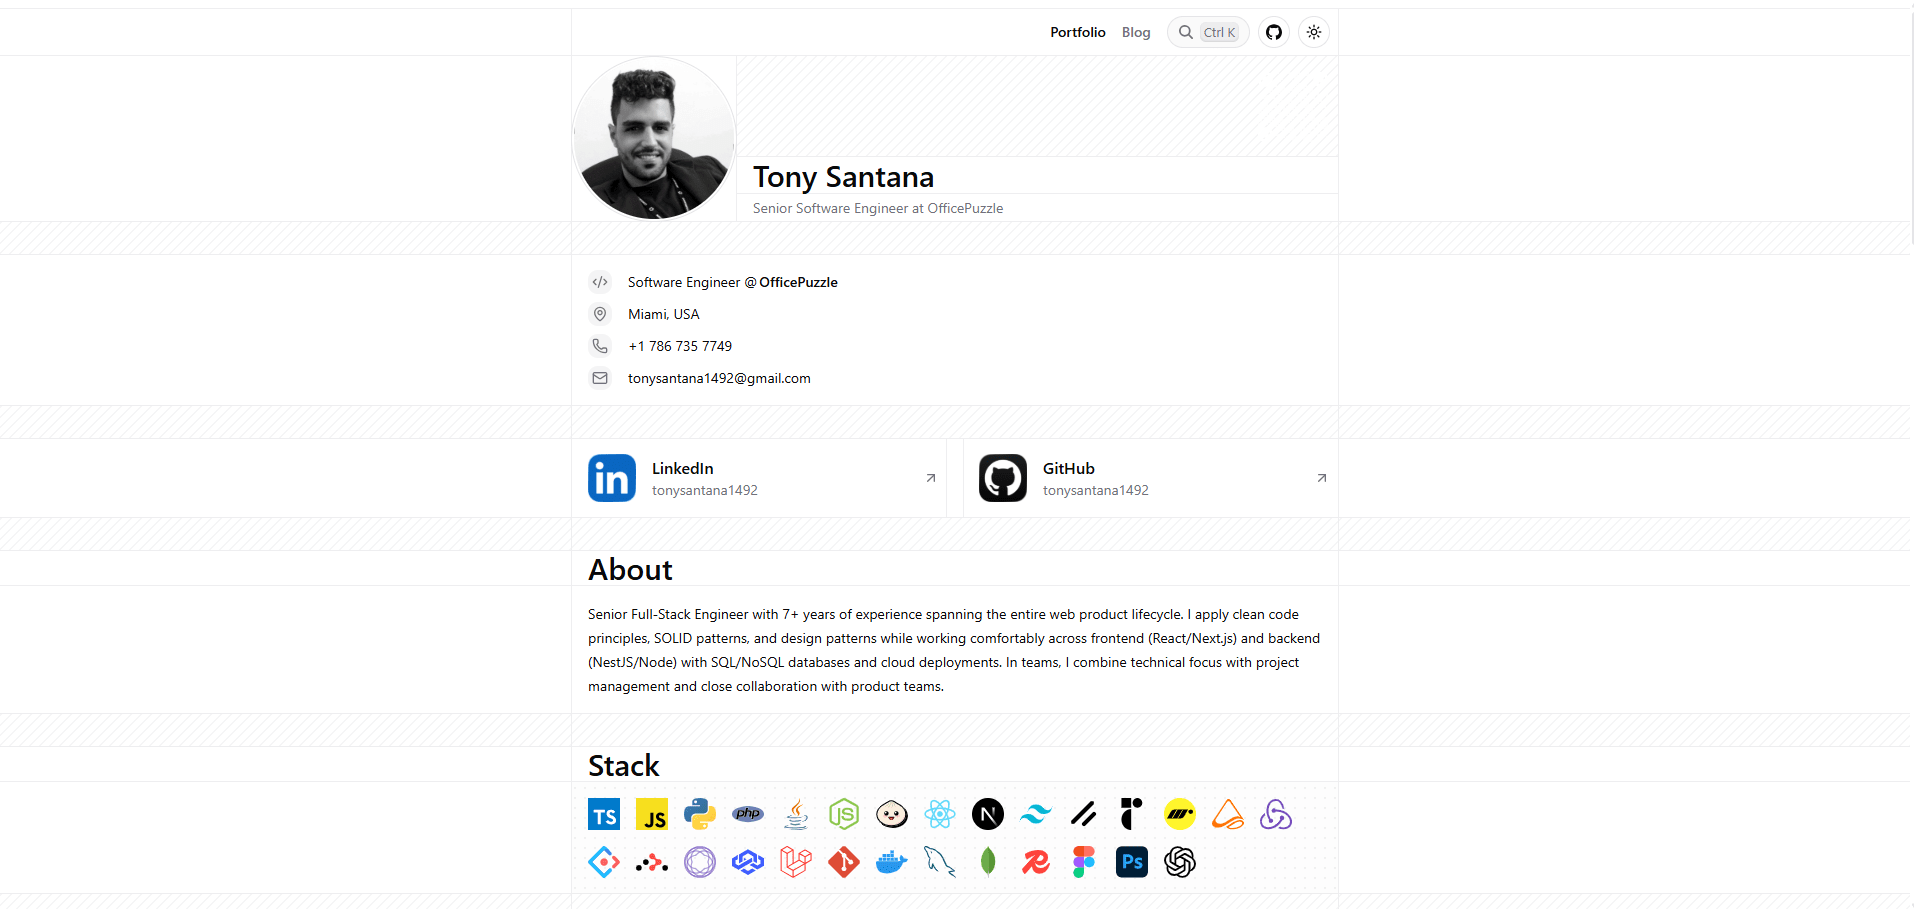 Portfolio Blog Ctrl K
Tony Santana
Senior Software Engineer at OfficePuzzle
Software Engineer @ OfficePuzzle
Miami, USA
+1 786 735 7749
tonysantana1492@gmail.com
LinkedIn
tonysantana1492
GitHub
tonysantana1492
About
Senior Full-Stack Engineer with 7+ years of experience spanning the entire web product lifecycle. I apply clean code
principles, SOLID patterns, and design patterns while working comfortably across frontend (React/Next.js) and backend
(NestJS/Node) with SQL/NoSQL databases and cloud deployments. In teams, I combine technical focus with project
management and close collaboration with product teams.
Stack
TS JS php JS N
Ps